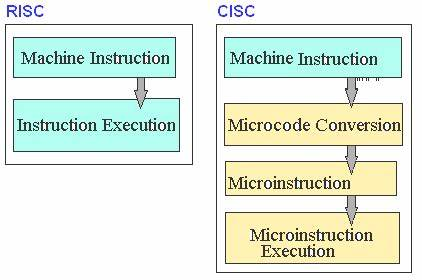 RISC
Machine Instruction
Instruction Execution
CISC
Machine Instruction
Microcode Conversion
Microinstruction
Microinstruction
Execution